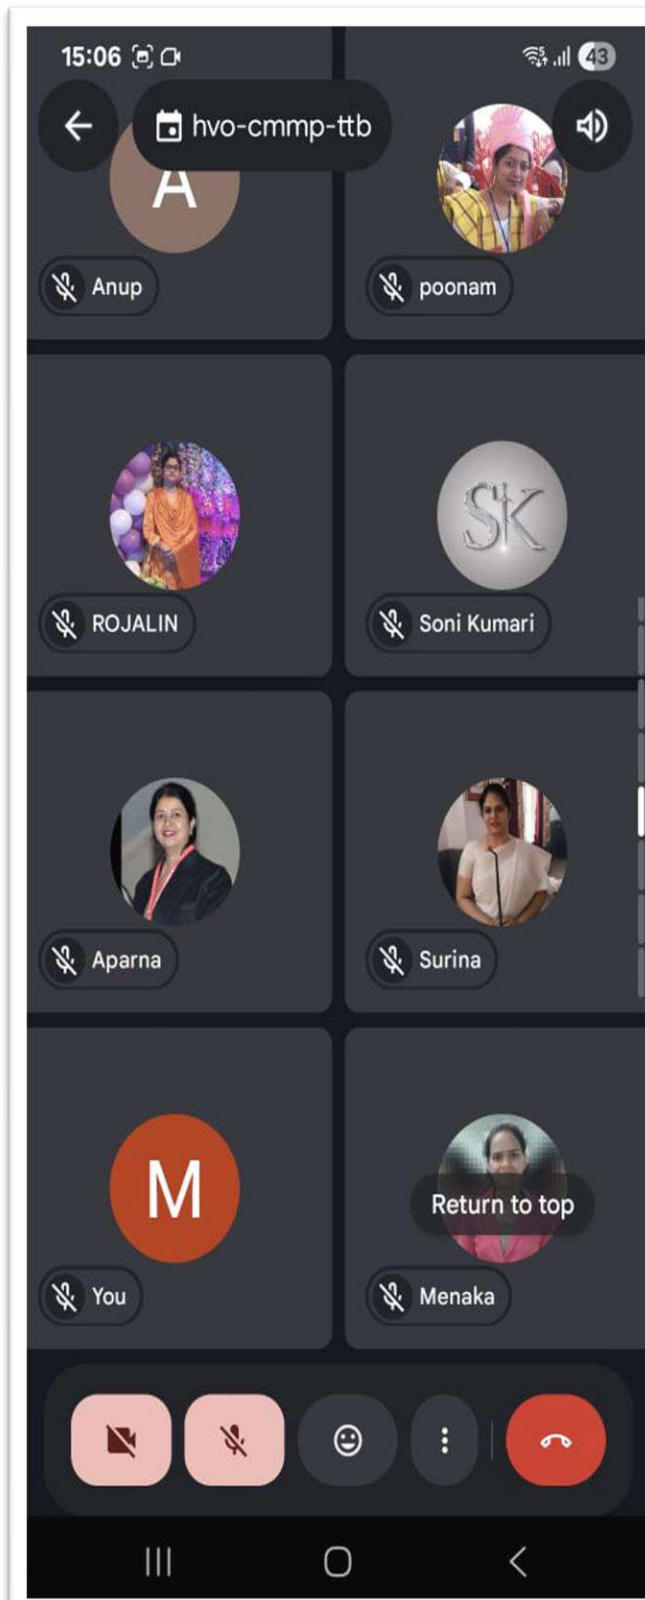 15:06 43
hvo-cmmp-ttb
A
Anup poonam
SK
ROJALIN Soni Kumari
Aparna Surina
M
Return to top
You Menaka